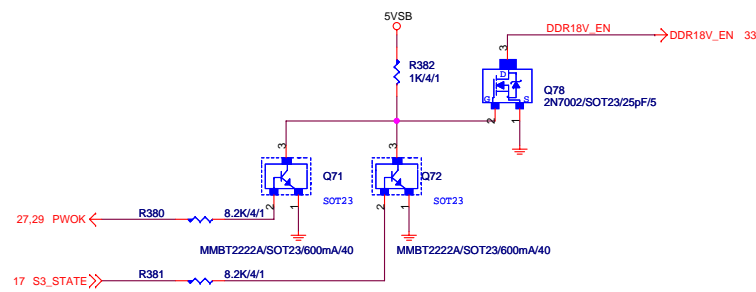 5VSB
DDR18V_EN
DDR18V_EN 33
3
R382
1K/4/1
D
G
S
Q78
2N7002/SOT23/25pF/5
2
1
3
3
Q71
Q72
SOT23
SOT23
2
1
2
1
27,29 PWOK
R380
8.2K/4/1
MMBT2222A/SOT23/600mA/40
MMBT2222A/SOT23/600mA/40
17 S3_STATE
R381
8.2K/4/1